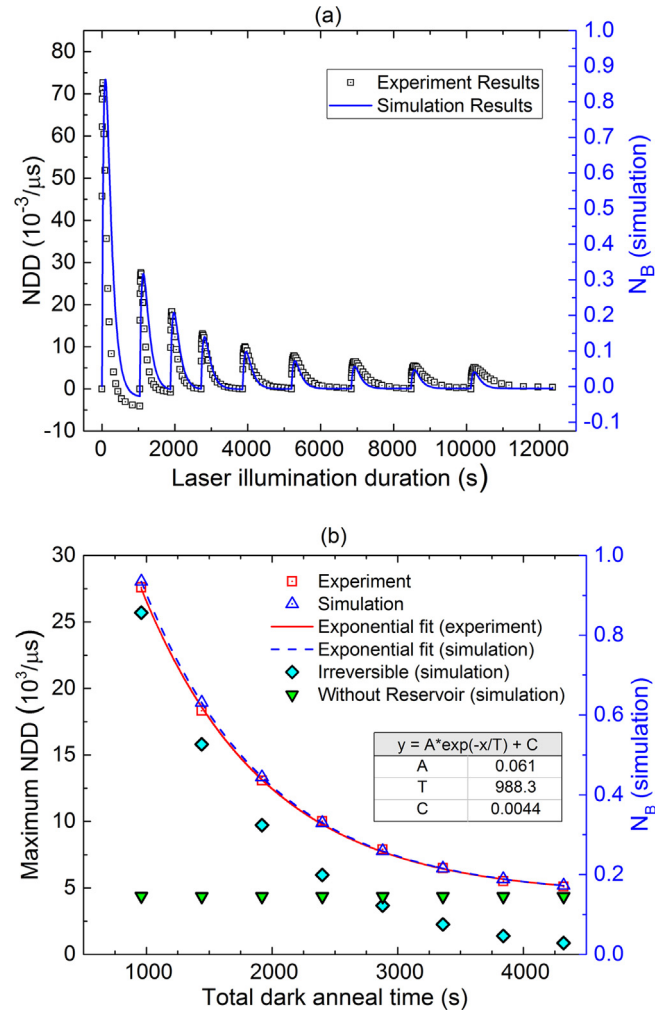 (a)
80
70
60
50
40
30
20
10
0
-10
NDD (10⁻³/µs)
1.0
0.9
0.8
0.7
0.6
0.5
0.4
0.3
0.2
0.1
0.0
-0.1
N_B (simulation)
Experiment Results
Simulation Results
0 2000 4000 6000 8000 10000 12000
Laser illumination duration (s)
(b)
30
25
20
15
10
5
0
Maximum NDD (10³/µs)
1.0
0.8
0.6
0.4
0.2
0.0
N_B (simulation)
Experiment
Simulation
Exponential fit (experiment)
Exponential fit (simulation)
Irreversible (simulation)
Without Reservoir (simulation)
y = A*exp(-x/T) + C
A 0.061
T 988.3
C 0.0044
1000 2000 3000 4000
Total dark anneal time (s)